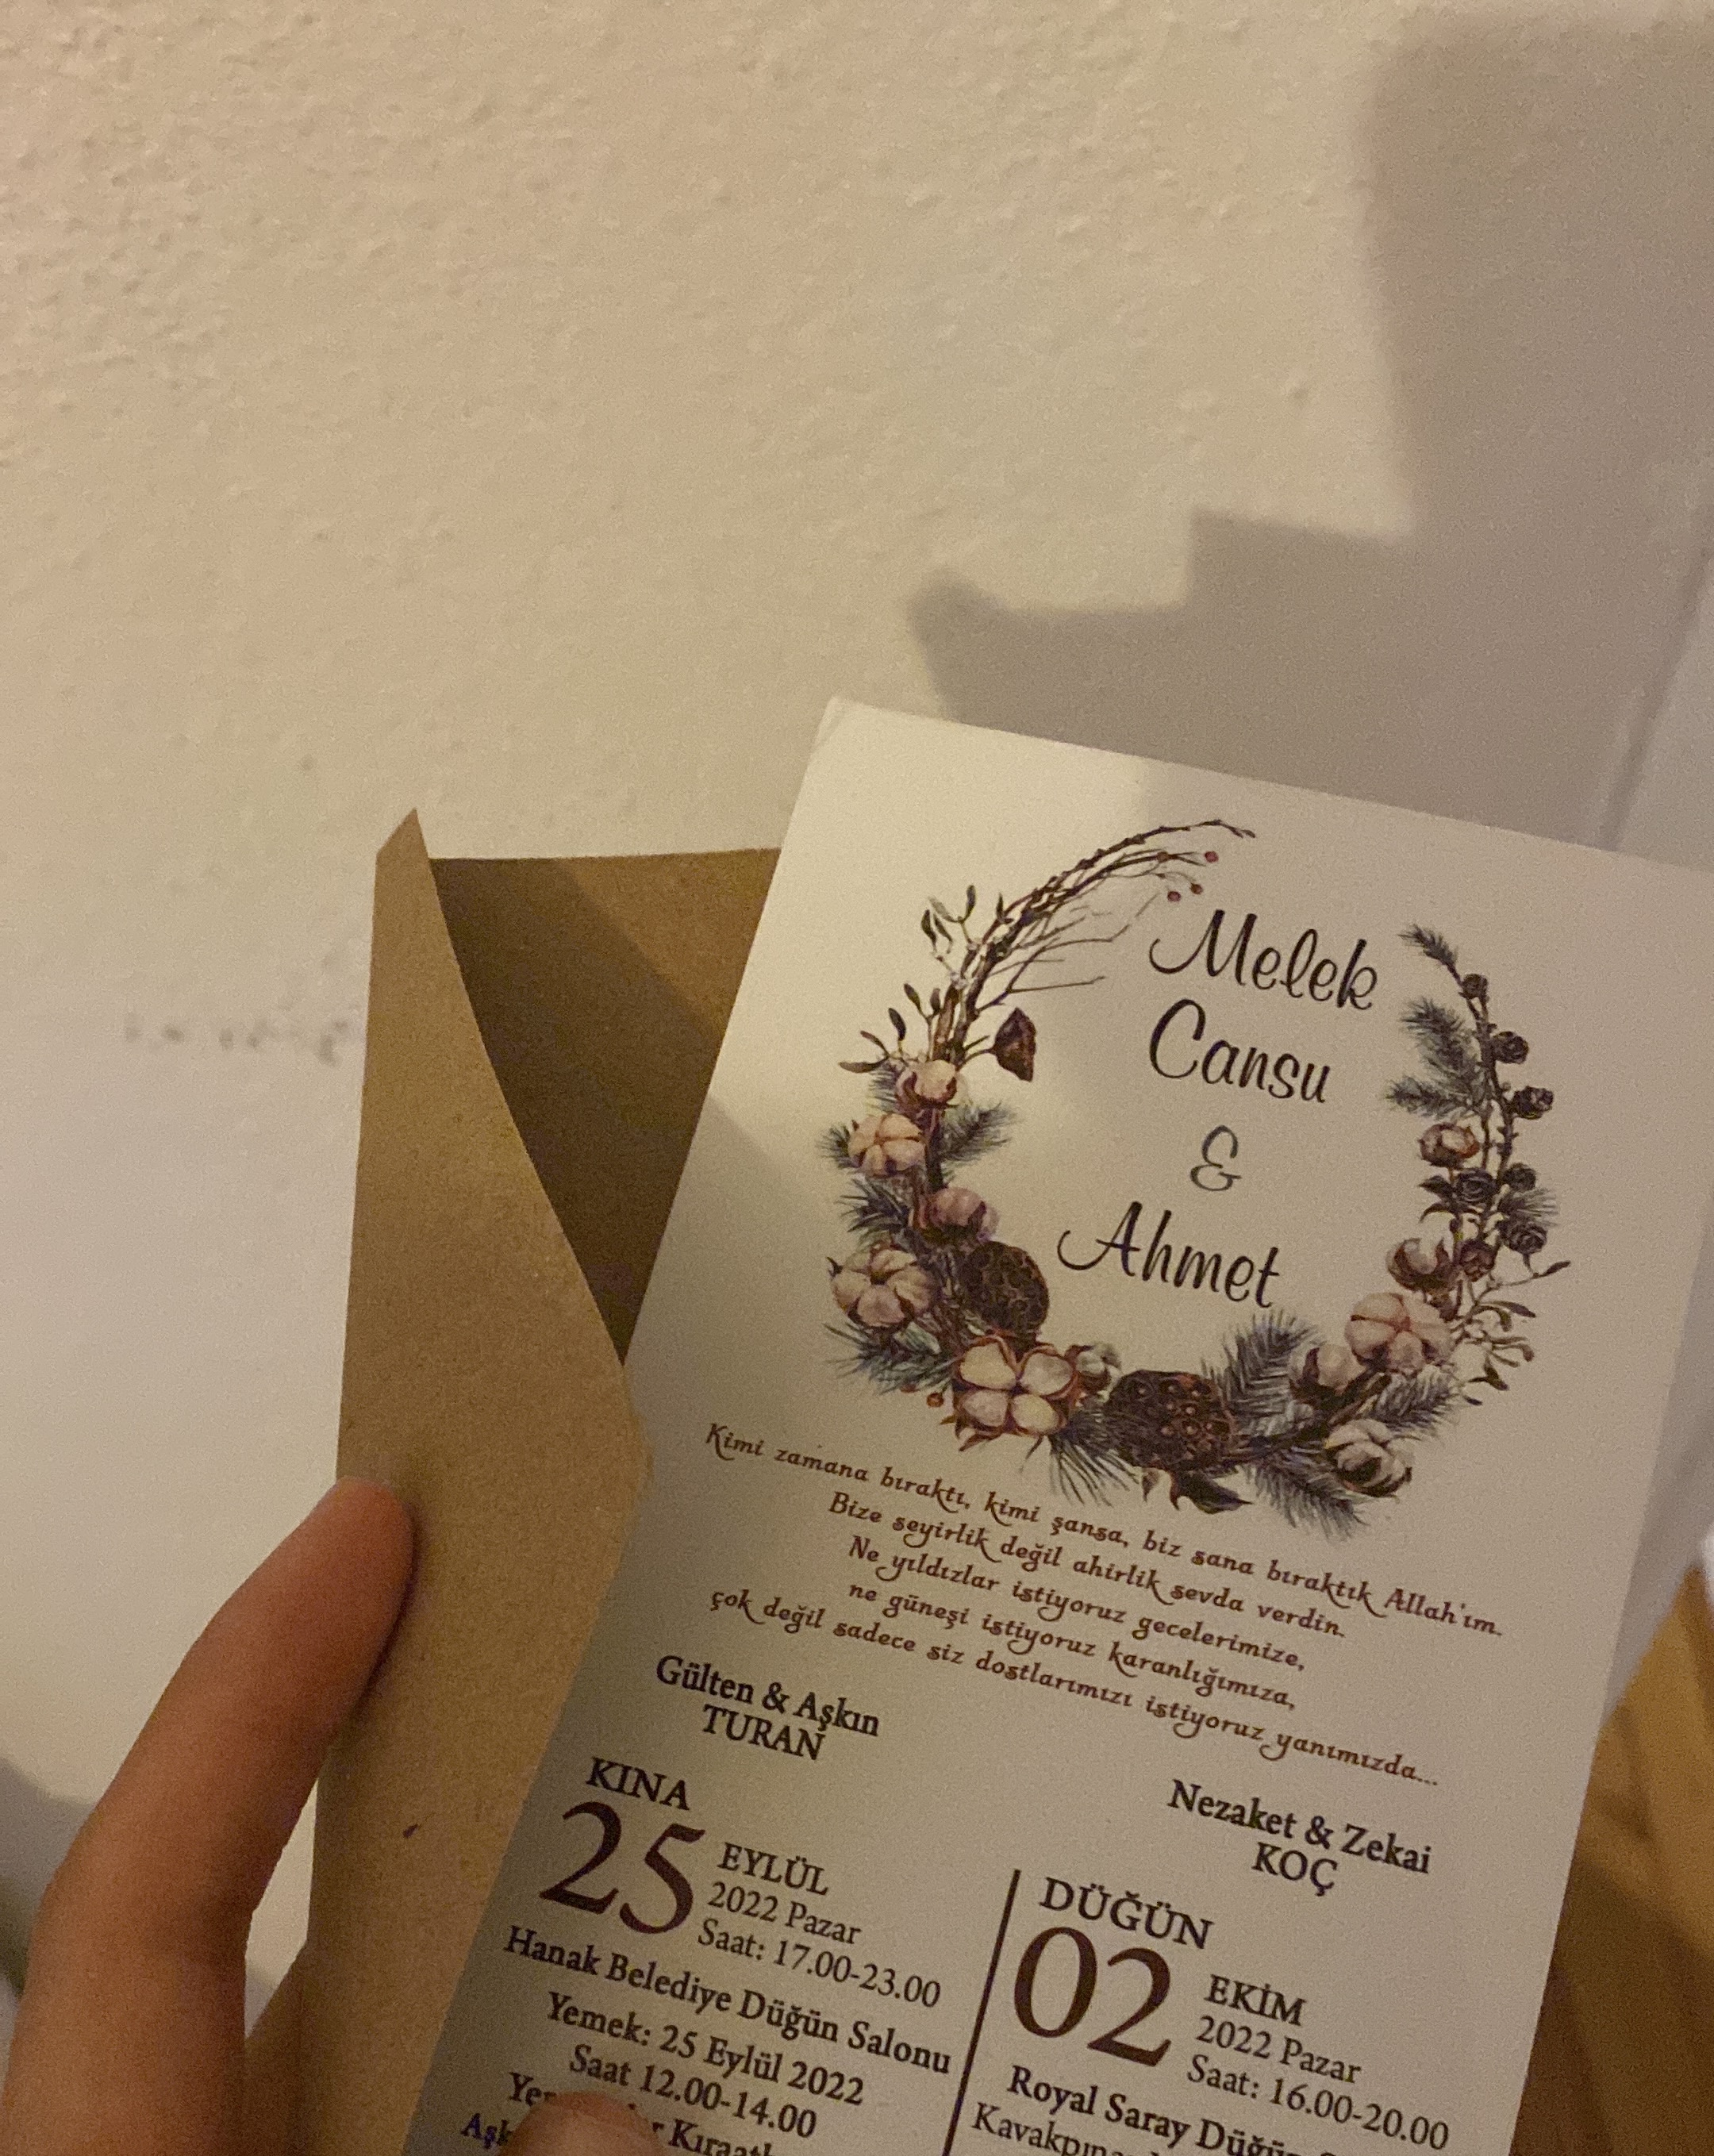 Melek
Cansu
&
Ahmet
Kimi zamana bıraktı, kimi şansa, biz sana bıraktık Allah'ım.
Bize seyirlik değil ahirlik sevda verdin.
Ne yıldızlar istiyoruz gecelerimize,
ne güneşi istiyoruz karanlığımıza,
çok değil sadece siz dostlarımızı istiyoruz yanımızda...
Gülten & Aşkın
TURAN
Nezaket & Zekai
KOÇ
KINA
25 EYLÜL
2022 Pazar
Saat: 17.00-23.00
Hanak Belediye Düğün Salonu
Yemek: 25 Eylül 2022
Saat 12.00-14.00
DÜĞÜN
02 EKİM
2022 Pazar
Saat: 16.00-20.00
Royal Saray Düğün